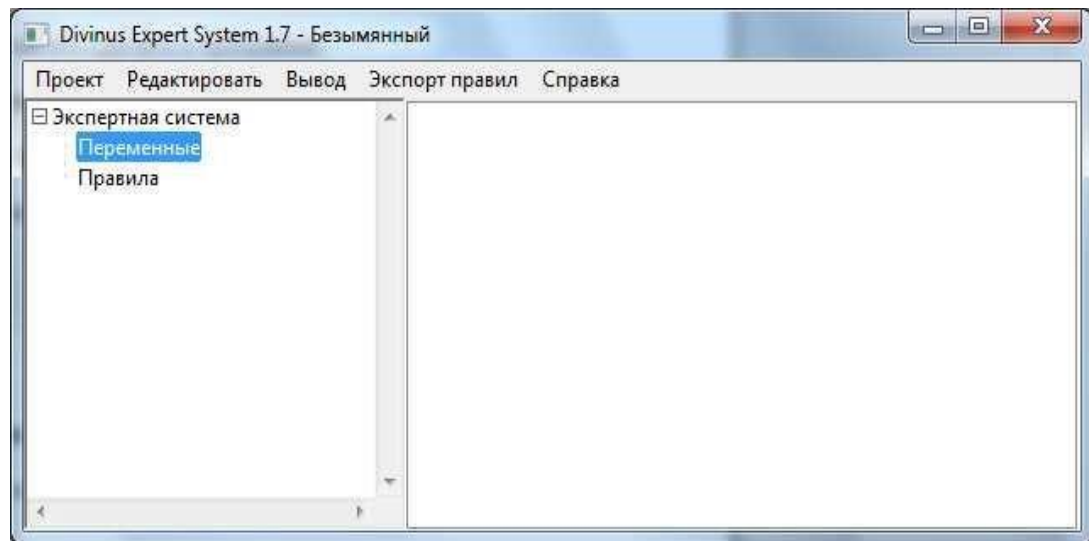 Divinus Expert System 1.7 - Безымянный
Проект Редактировать Вывод Экспорт правил Справка
Экспертная система
Переменные
Правила